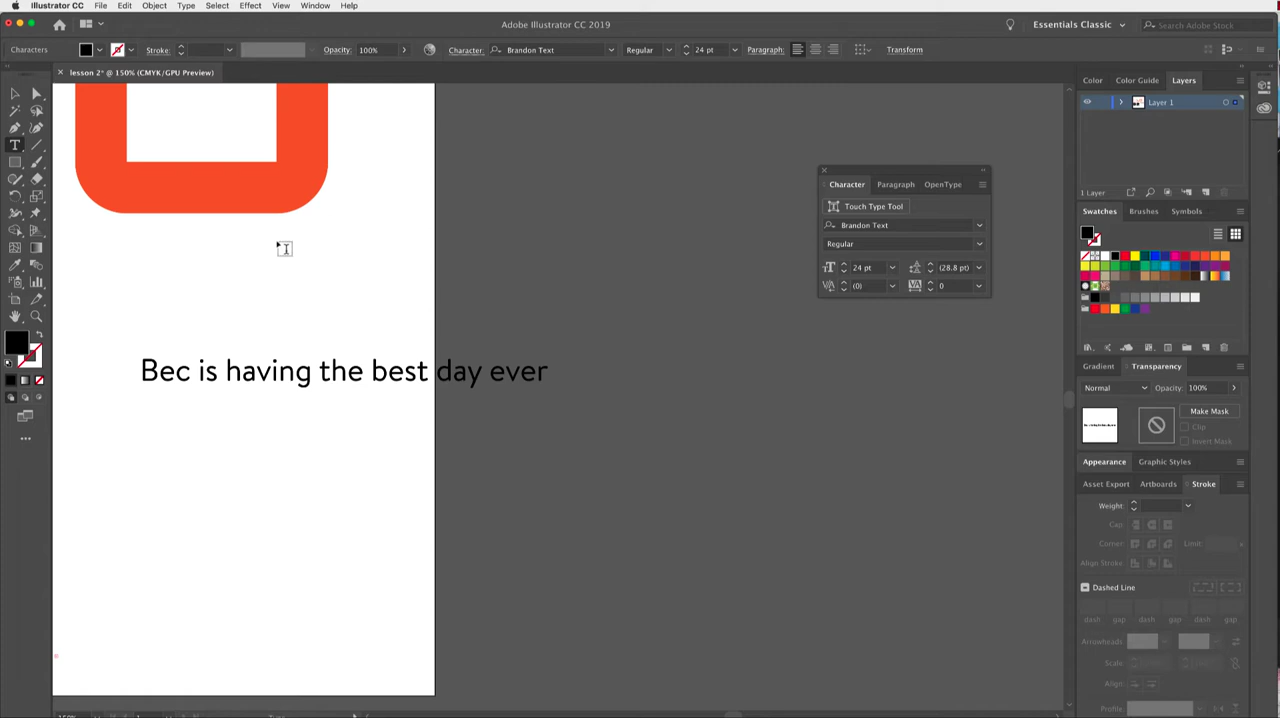 Illustrator CC File Edit Object Type Select Effect View Window Help
Adobe Illustrator CC 2019
Essentials Classic
Search Adobe Stock
Characters Stroke: Opacity: 100% Character: Brandon Text Regular 24 pt Paragraph: Transform
lesson 2* @ 150% (CMYK/GPU Preview)
Color Color Guide Layers
Layer 1
Character Paragraph OpenType
Touch Type Tool
Brandon Text
Regular
24 pt (28.8 pt)
(0) 0
1 Layer
Swatches Brushes Symbols
Bec is having the best day ever
Gradient Transparency
Normal Opacity: 100%
Make Mask
Clip
Invert Mask
Appearance Graphic Styles
Asset Export Artboards Stroke
Weight:
Cap:
Corner: Limit:
Align Stroke:
Dashed Line
dash gap dash gap dash gap
Arrowheads:
Scale:
Align:
Profile: